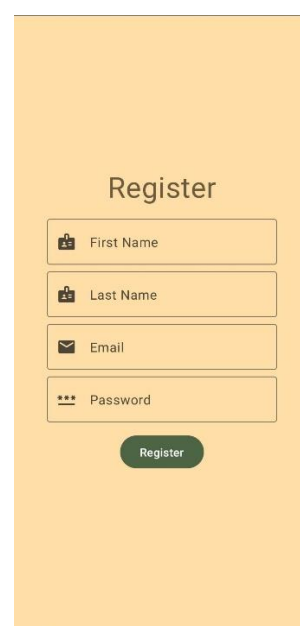 Register
First Name
Last Name
Email
Password
Register